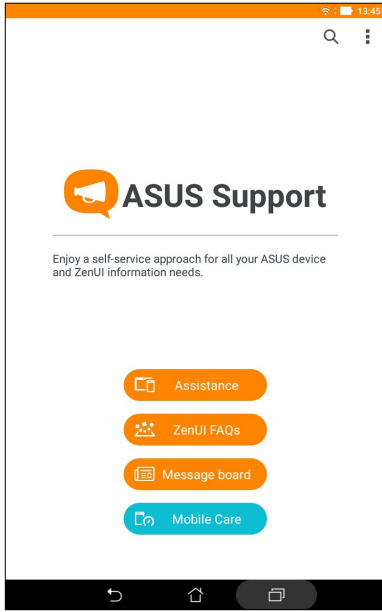 13:45
ASUS Support
Enjoy a self-service approach for all your ASUS device
and ZenUI information needs.
Assistance
ZenUI FAQs
Message board
Mobile Care